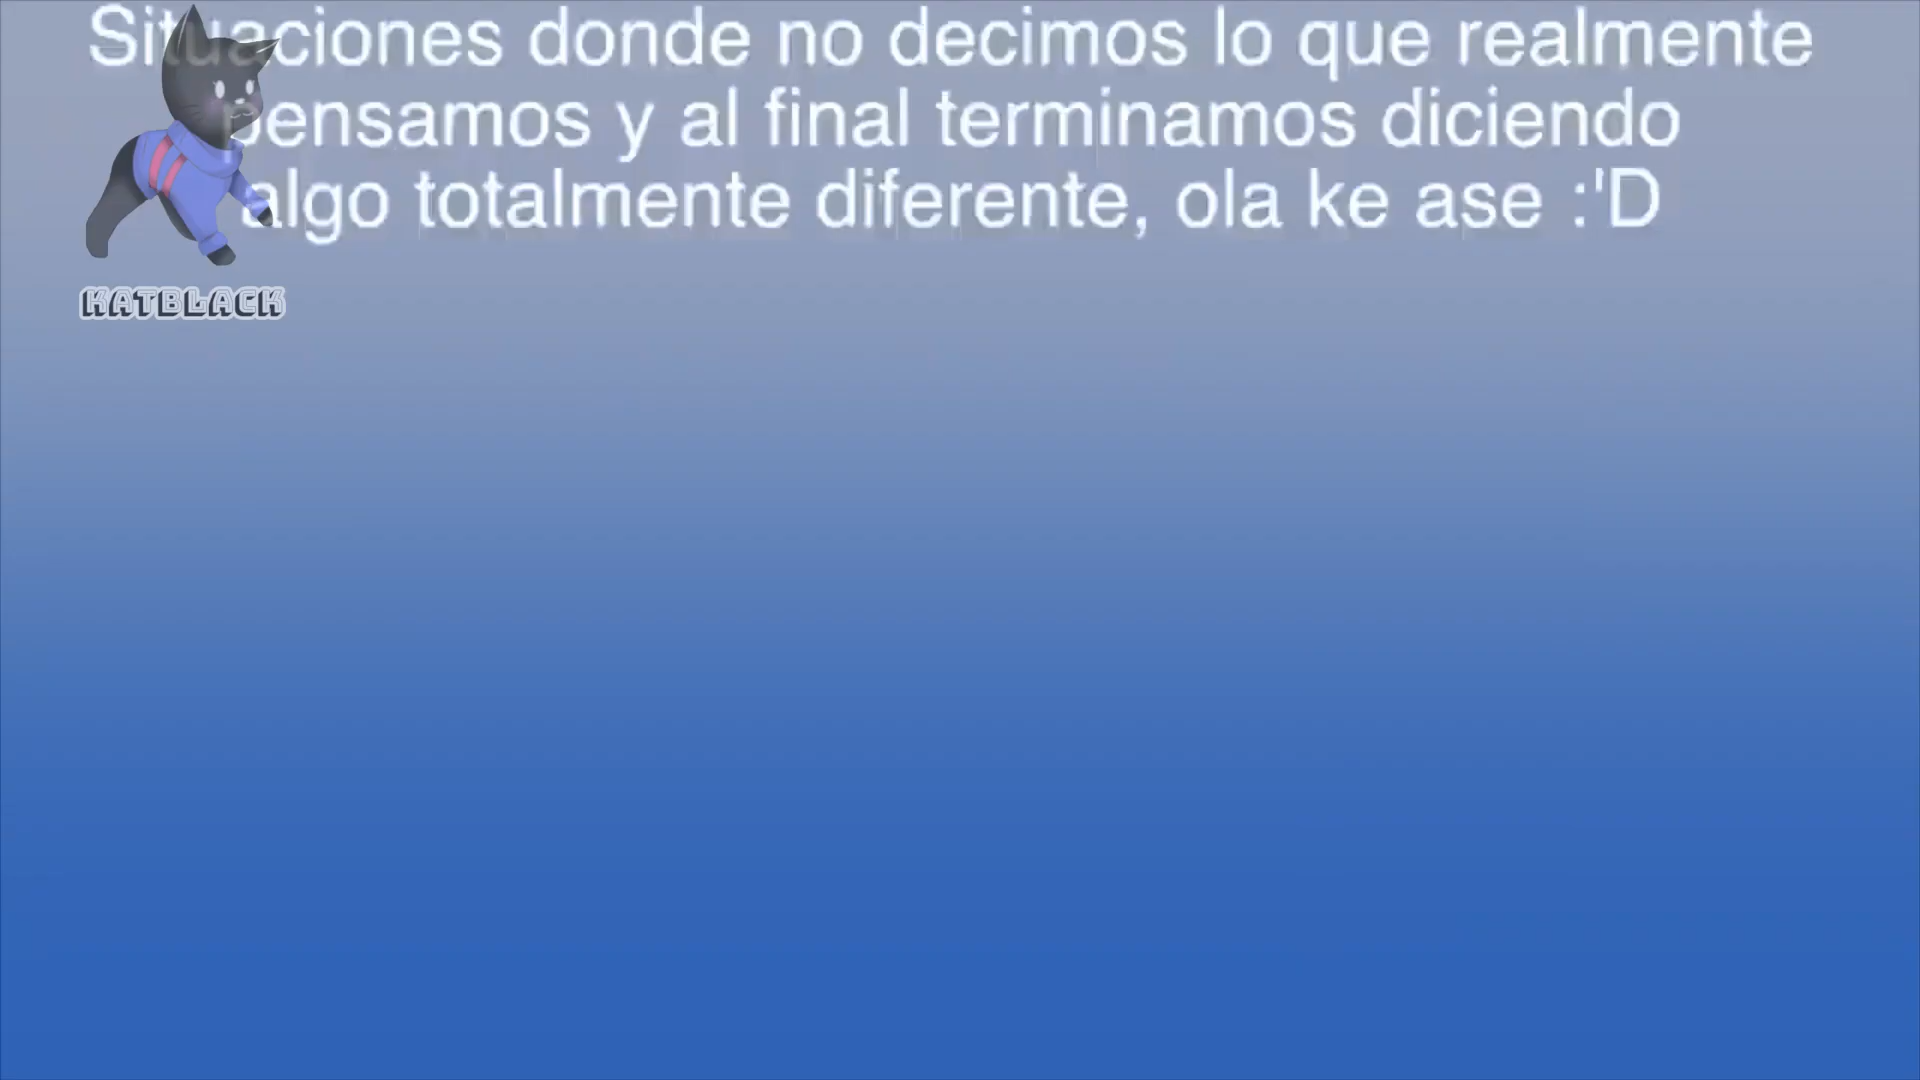 Situaciones donde no decimos lo que realmente
pensamos y al final terminamos diciendo
algo totalmente diferente, ola ke ase :'D
KATBLACK